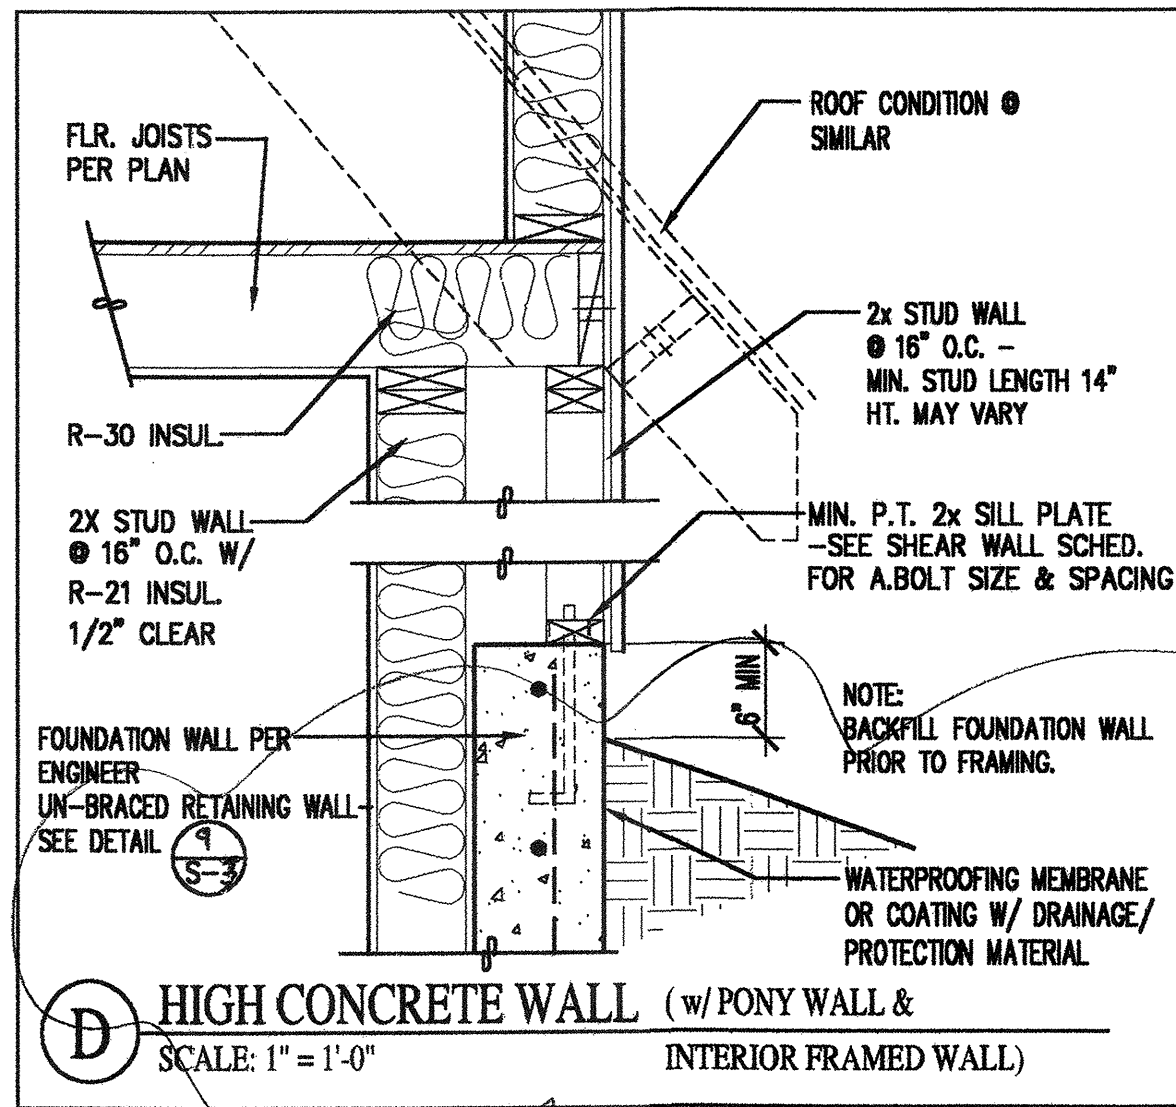 FLR. JOISTS
PER PLAN
ROOF CONDITION @
SIMILAR
2x STUD WALL
@ 16" O.C. -
MIN. STUD LENGTH 14"
HT. MAY VARY
R-30 INSUL.
2X STUD WALL
@ 16" O.C. W/
R-21 INSUL.
1/2" CLEAR
MIN. P.T. 2x SILL PLATE
-SEE SHEAR WALL SCHED.
FOR A.BOLT SIZE & SPACING
6" MIN
NOTE:
BACKFILL FOUNDATION WALL
PRIOR TO FRAMING.
FOUNDATION WALL PER
ENGINEER
UN-BRACED RETAINING WALL
SEE DETAIL
9
S-3
WATERPROOFING MEMBRANE
OR COATING W/ DRAINAGE/
PROTECTION MATERIAL
D
HIGH CONCRETE WALL (w/ PONY WALL &
INTERIOR FRAMED WALL)
SCALE: 1" = 1'-0"